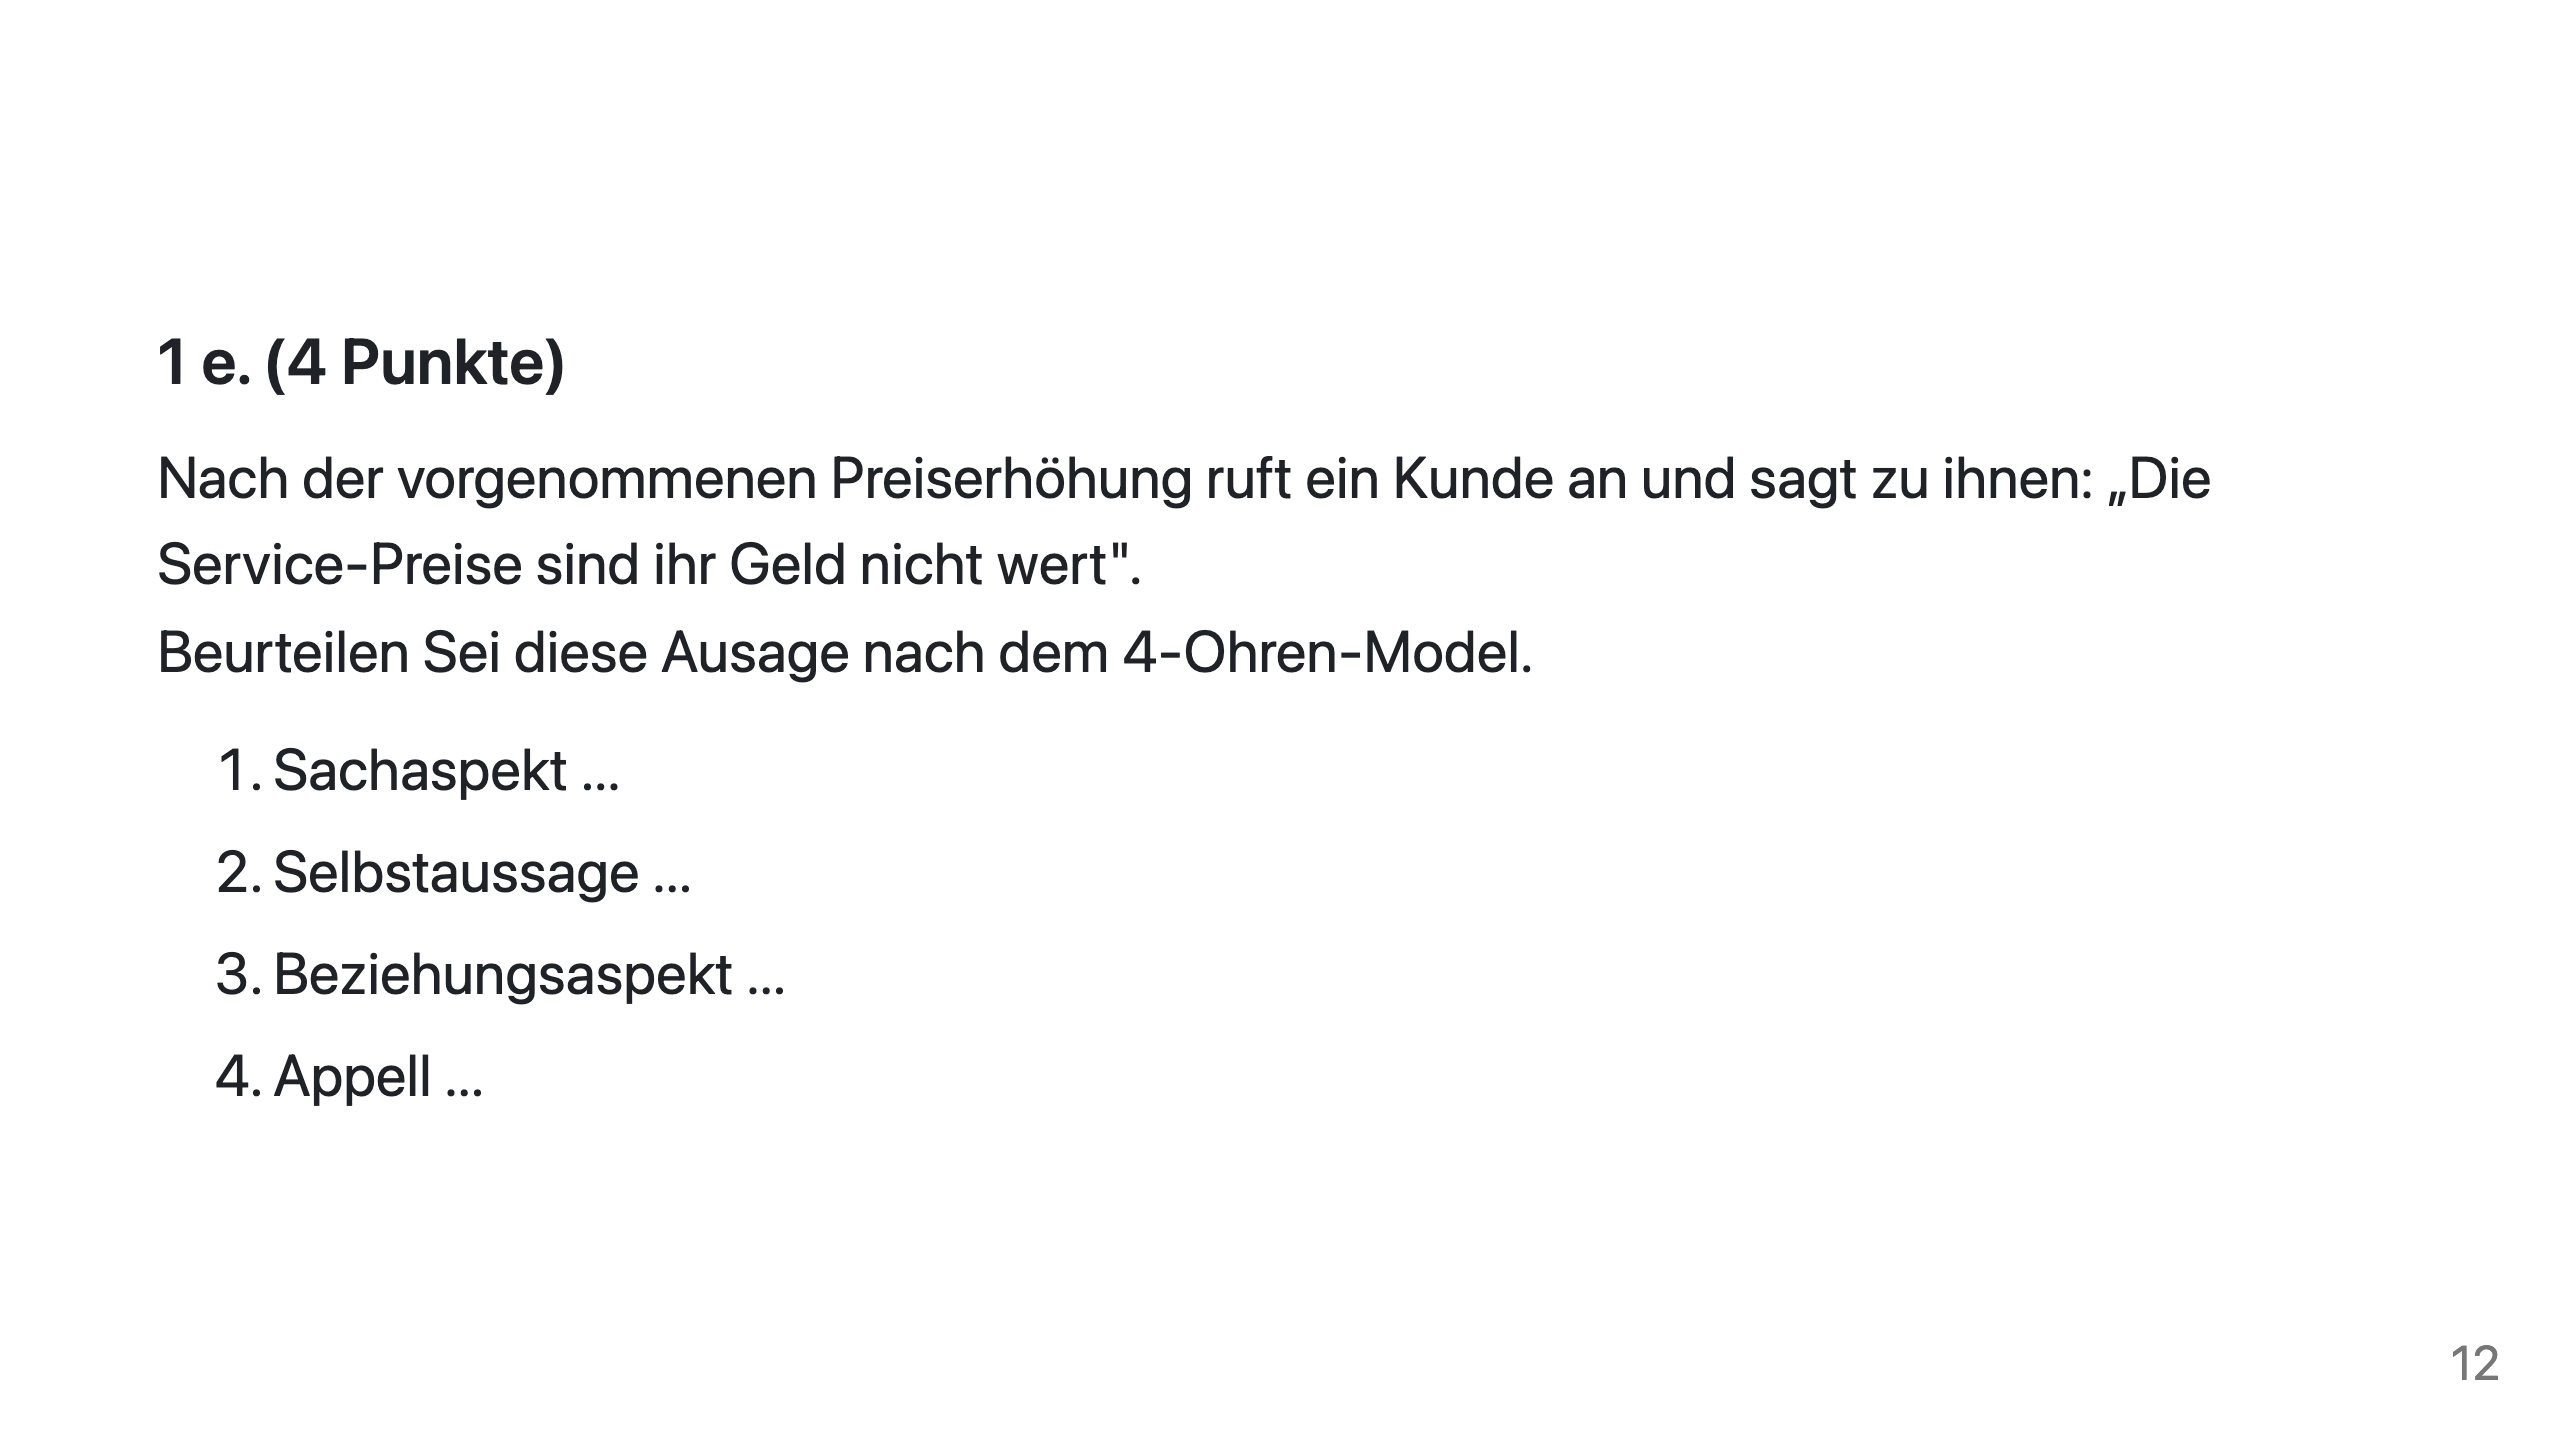 1 e. (4 Punkte)
Nach der vorgenommenen Preiserhöhung ruft ein Kunde an und sagt zu ihnen: „Die
Service-Preise sind ihr Geld nicht wert".
Beurteilen Sei diese Ausage nach dem 4-Ohren-Model.
1. Sachaspekt ...
2. Selbstaussage ...
3. Beziehungsaspekt ...
4. Appell ...
12